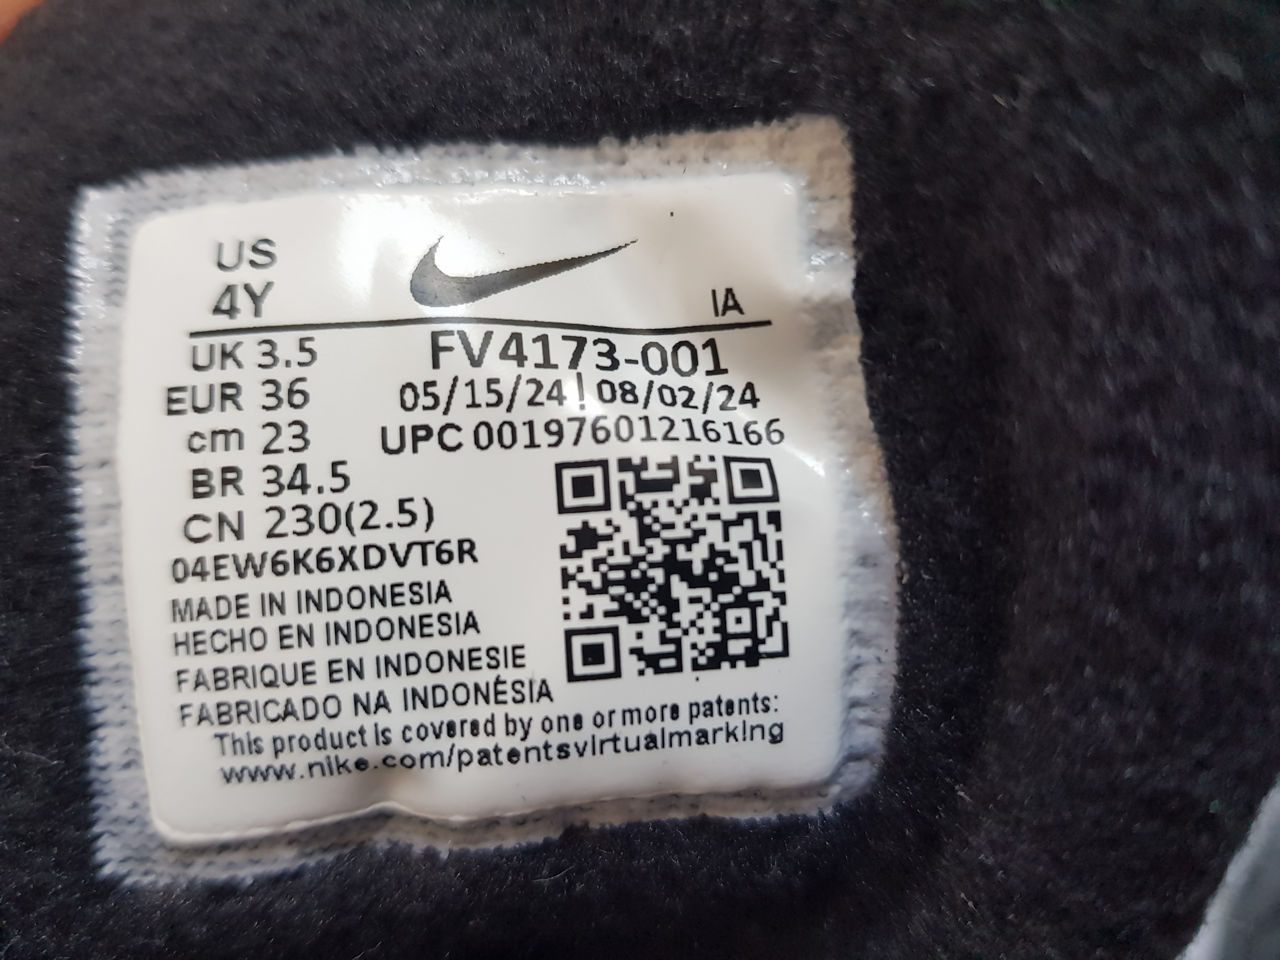 US
4Y
IA
UK 3.5
FV4173-001
EUR 36
05/15/24 | 08/02/24
cm 23
UPC 00197601216166
BR 34.5
CN 230(2.5)
04EW6K6XDVT6R
MADE IN INDONESIA
HECHO EN INDONESIA
FABRIQUE EN INDONESIE
FABRICADO NA INDONÉSIA
This product is covered by one or more patents:
www.nike.com/patentsvirtualmarking